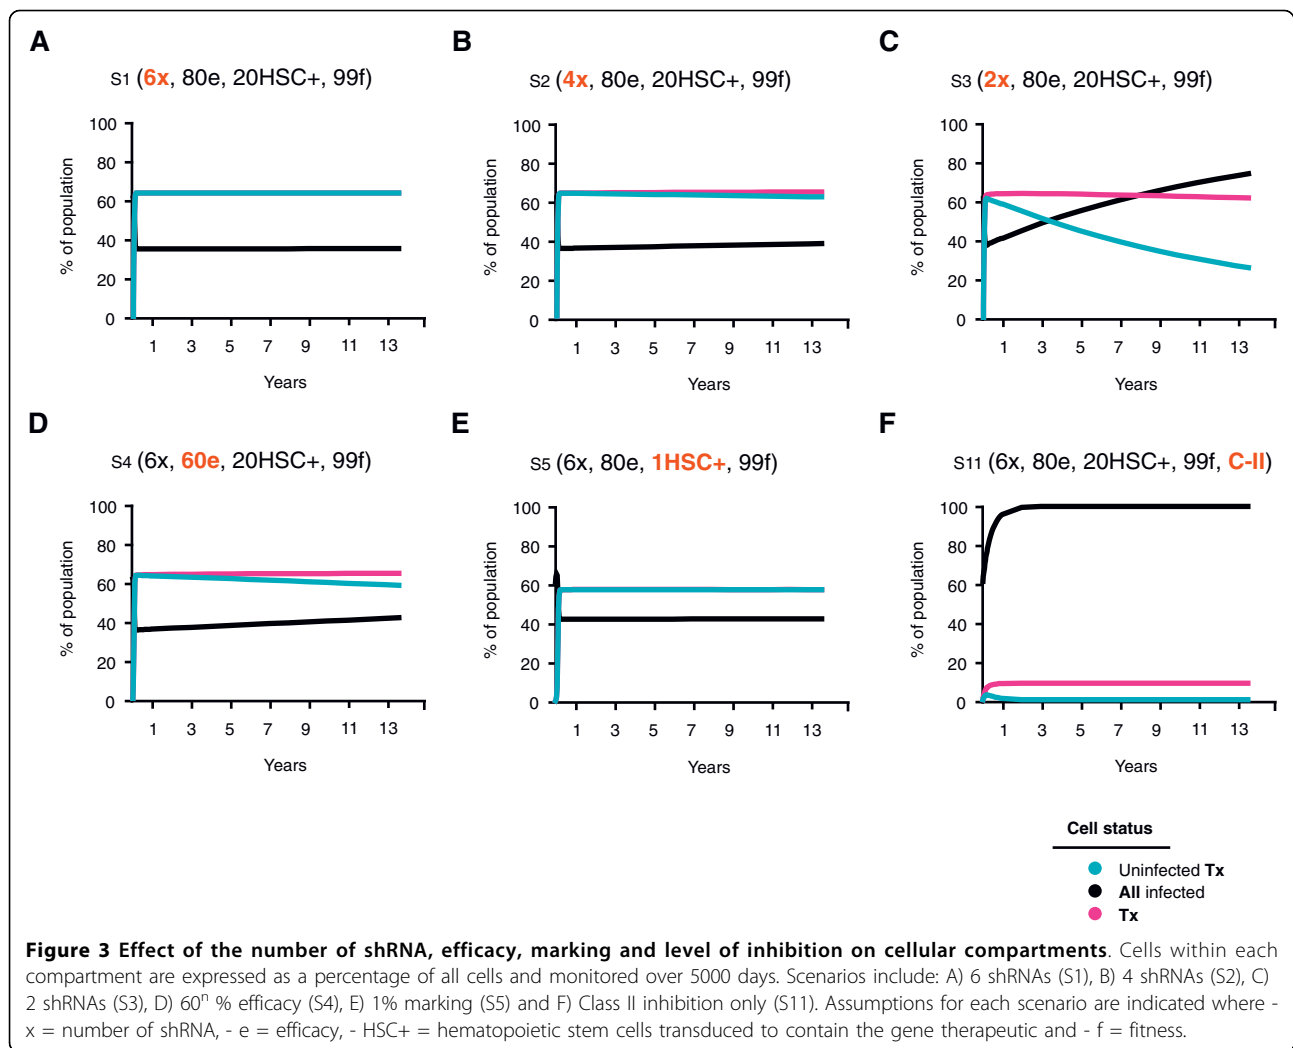 A
S1 (6x, 80e, 20HSC+, 99f)
% of population
100
80
60
40
20
0
1 3 5 7 9 11 13
Years
B
S2 (4x, 80e, 20HSC+, 99f)
% of population
100
80
60
40
20
0
1 3 5 7 9 11 13
Years
C
S3 (2x, 80e, 20HSC+, 99f)
% of population
100
80
60
40
20
0
1 3 5 7 9 11 13
Years
D
S4 (6x, 60e, 20HSC+, 99f)
% of population
100
80
60
40
20
0
1 3 5 7 9 11 13
Years
E
S5 (6x, 80e, 1HSC+, 99f)
% of population
100
80
60
40
20
0
1 3 5 7 9 11 13
Years
F
S11 (6x, 80e, 20HSC+, 99f, C-II)
% of population
100
80
60
40
20
0
1 3 5 7 9 11 13
Years
Cell status
Uninfected Tx
All infected
Tx
Figure 3 Effect of the number of shRNA, efficacy, marking and level of inhibition on cellular compartments. Cells within each
compartment are expressed as a percentage of all cells and monitored over 5000 days. Scenarios include: A) 6 shRNAs (S1), B) 4 shRNAs (S2), C)
2 shRNAs (S3), D) 60ⁿ % efficacy (S4), E) 1% marking (S5) and F) Class II inhibition only (S11). Assumptions for each scenario are indicated where -
x = number of shRNA, - e = efficacy, - HSC+ = hematopoietic stem cells transduced to contain the gene therapeutic and - f = fitness.